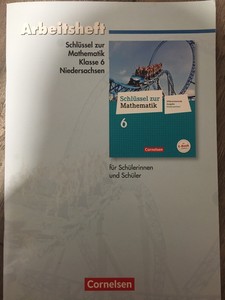 Arbeitsheft
Schlüssel zur
Mathematik
Klasse 6
Niedersachsen
Schlüssel zur
Mathematik
6
Cornelsen
für Schülerinnen
und Schüler
Cornelsen